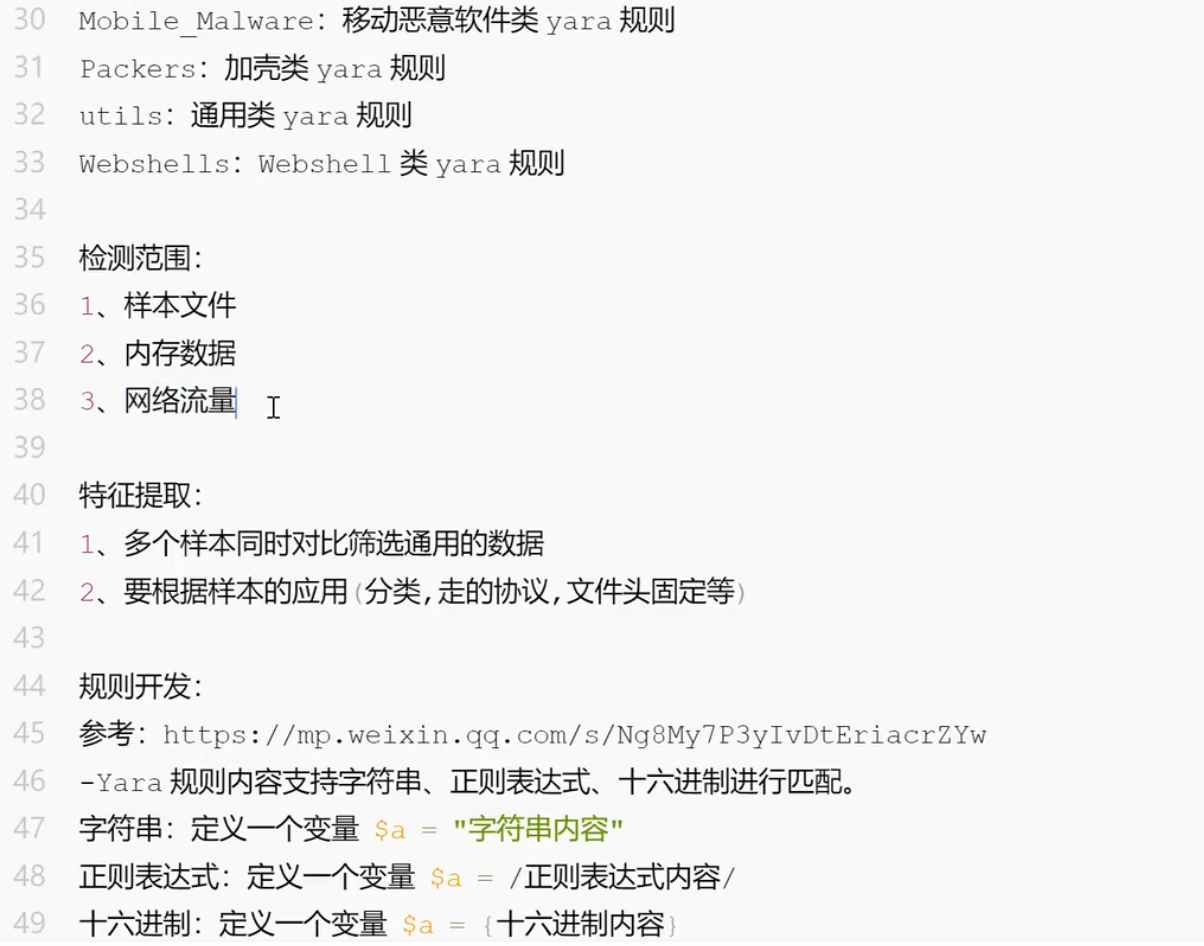 30 Mobile_Malware：移动恶意软件类 yara 规则
31 Packers：加壳类 yara 规则
32 utils：通用类 yara 规则
33 Webshells：Webshell 类 yara 规则
34
35 检测范围：
36 1、样本文件
37 2、内存数据
38 3、网络流量
39
40 特征提取：
41 1、多个样本同时对比筛选通用的数据
42 2、要根据样本的应用(分类,走的协议,文件头固定等)
43
44 规则开发：
45 参考：https://mp.weixin.qq.com/s/Ng8My7P3yIvDtEriacrZYw
46 -Yara 规则内容支持字符串、正则表达式、十六进制进行匹配。
47 字符串：定义一个变量 $a = "字符串内容"
48 正则表达式：定义一个变量 $a = /正则表达式内容/
49 十六进制：定义一个变量 $a = {十六进制内容}